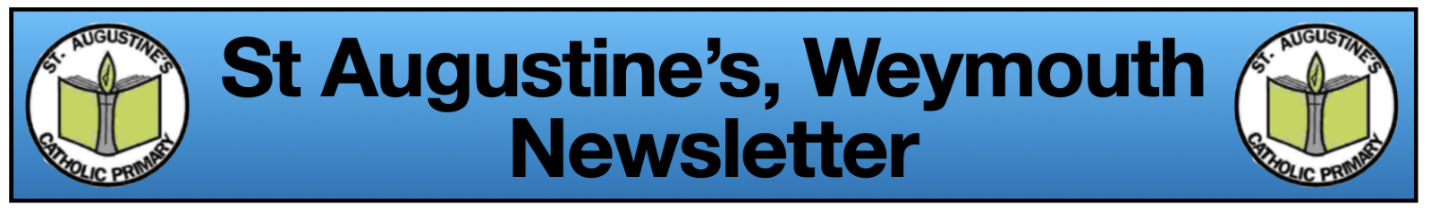 ST. AUGUSTINE'S
CATHOLIC PRIMARY
St Augustine’s, Weymouth
Newsletter
ST. AUGUSTINE'S
CATHOLIC PRIMARY